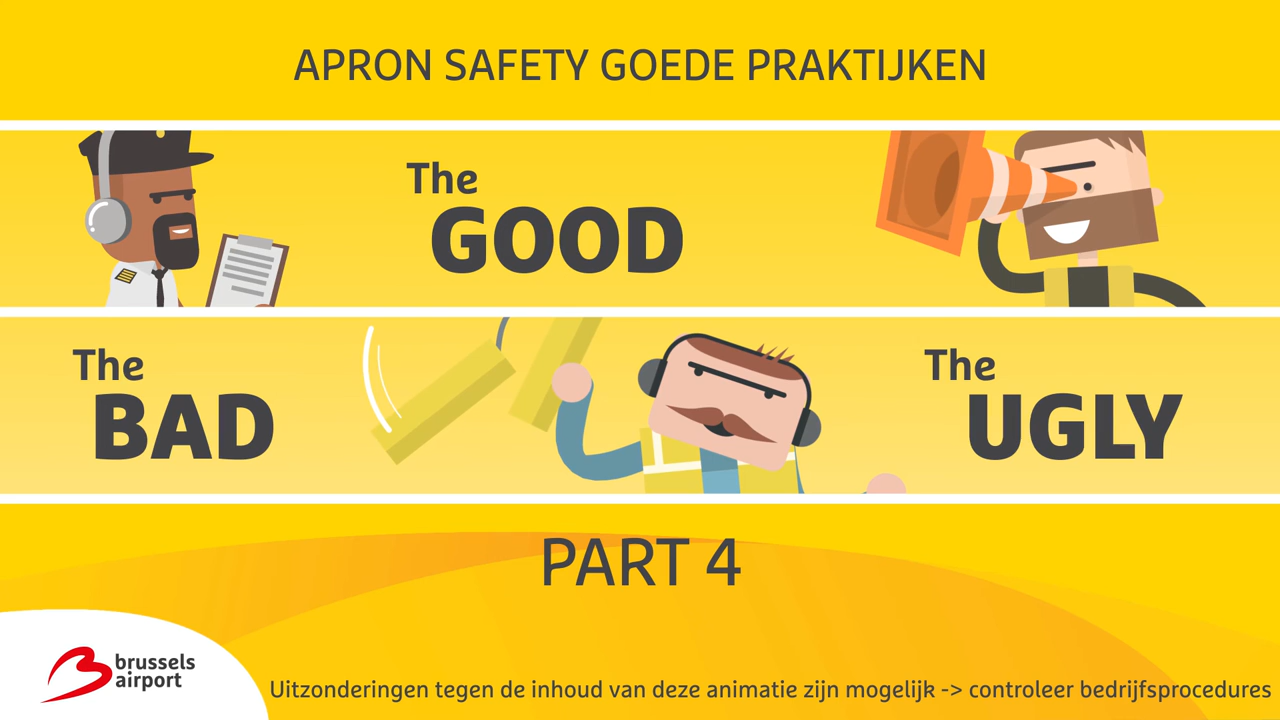 APRON SAFETY GOEDE PRAKTIJKEN
The
GOOD
The
BAD
The
UGLY
PART 4
brussels
airport
Uitzonderingen tegen de inhoud van deze animatie zijn mogelijk -> controleer bedrijfsprocedures